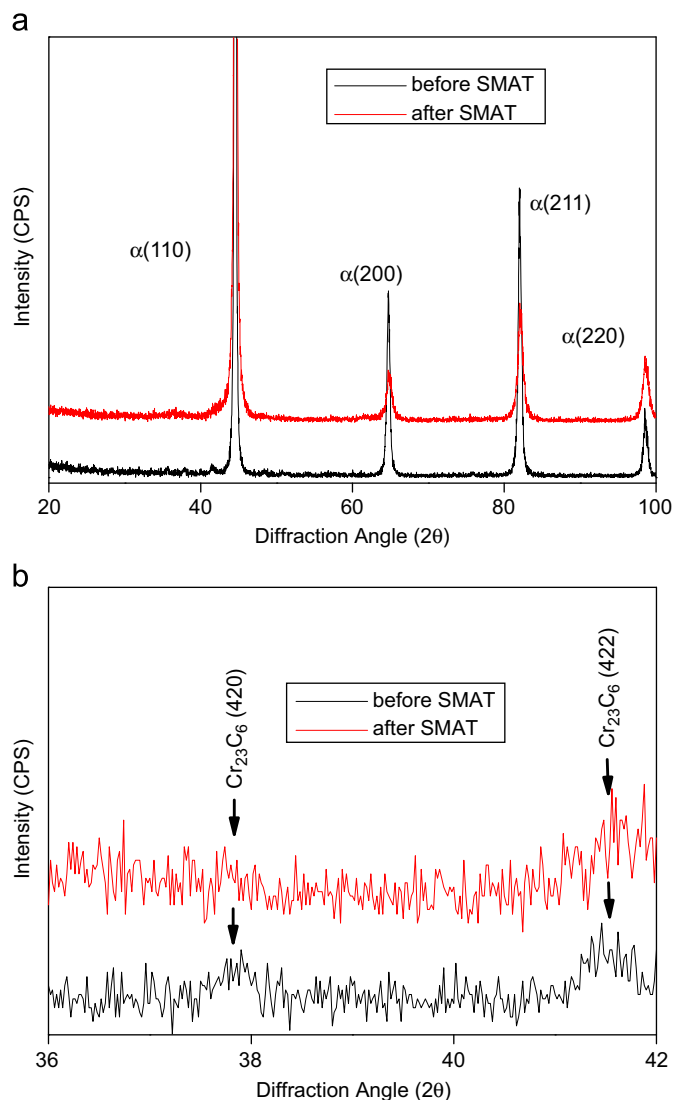 a
before SMAT
after SMAT
α(110)
α(200)
α(211)
α(220)
Intensity (CPS)
20 40 60 80 100
Diffraction Angle (2θ)
b
before SMAT
after SMAT
Cr₂₃C₆ (420)
Cr₂₃C₆ (422)
Intensity (CPS)
36 38 40 42
Diffraction Angle (2θ)